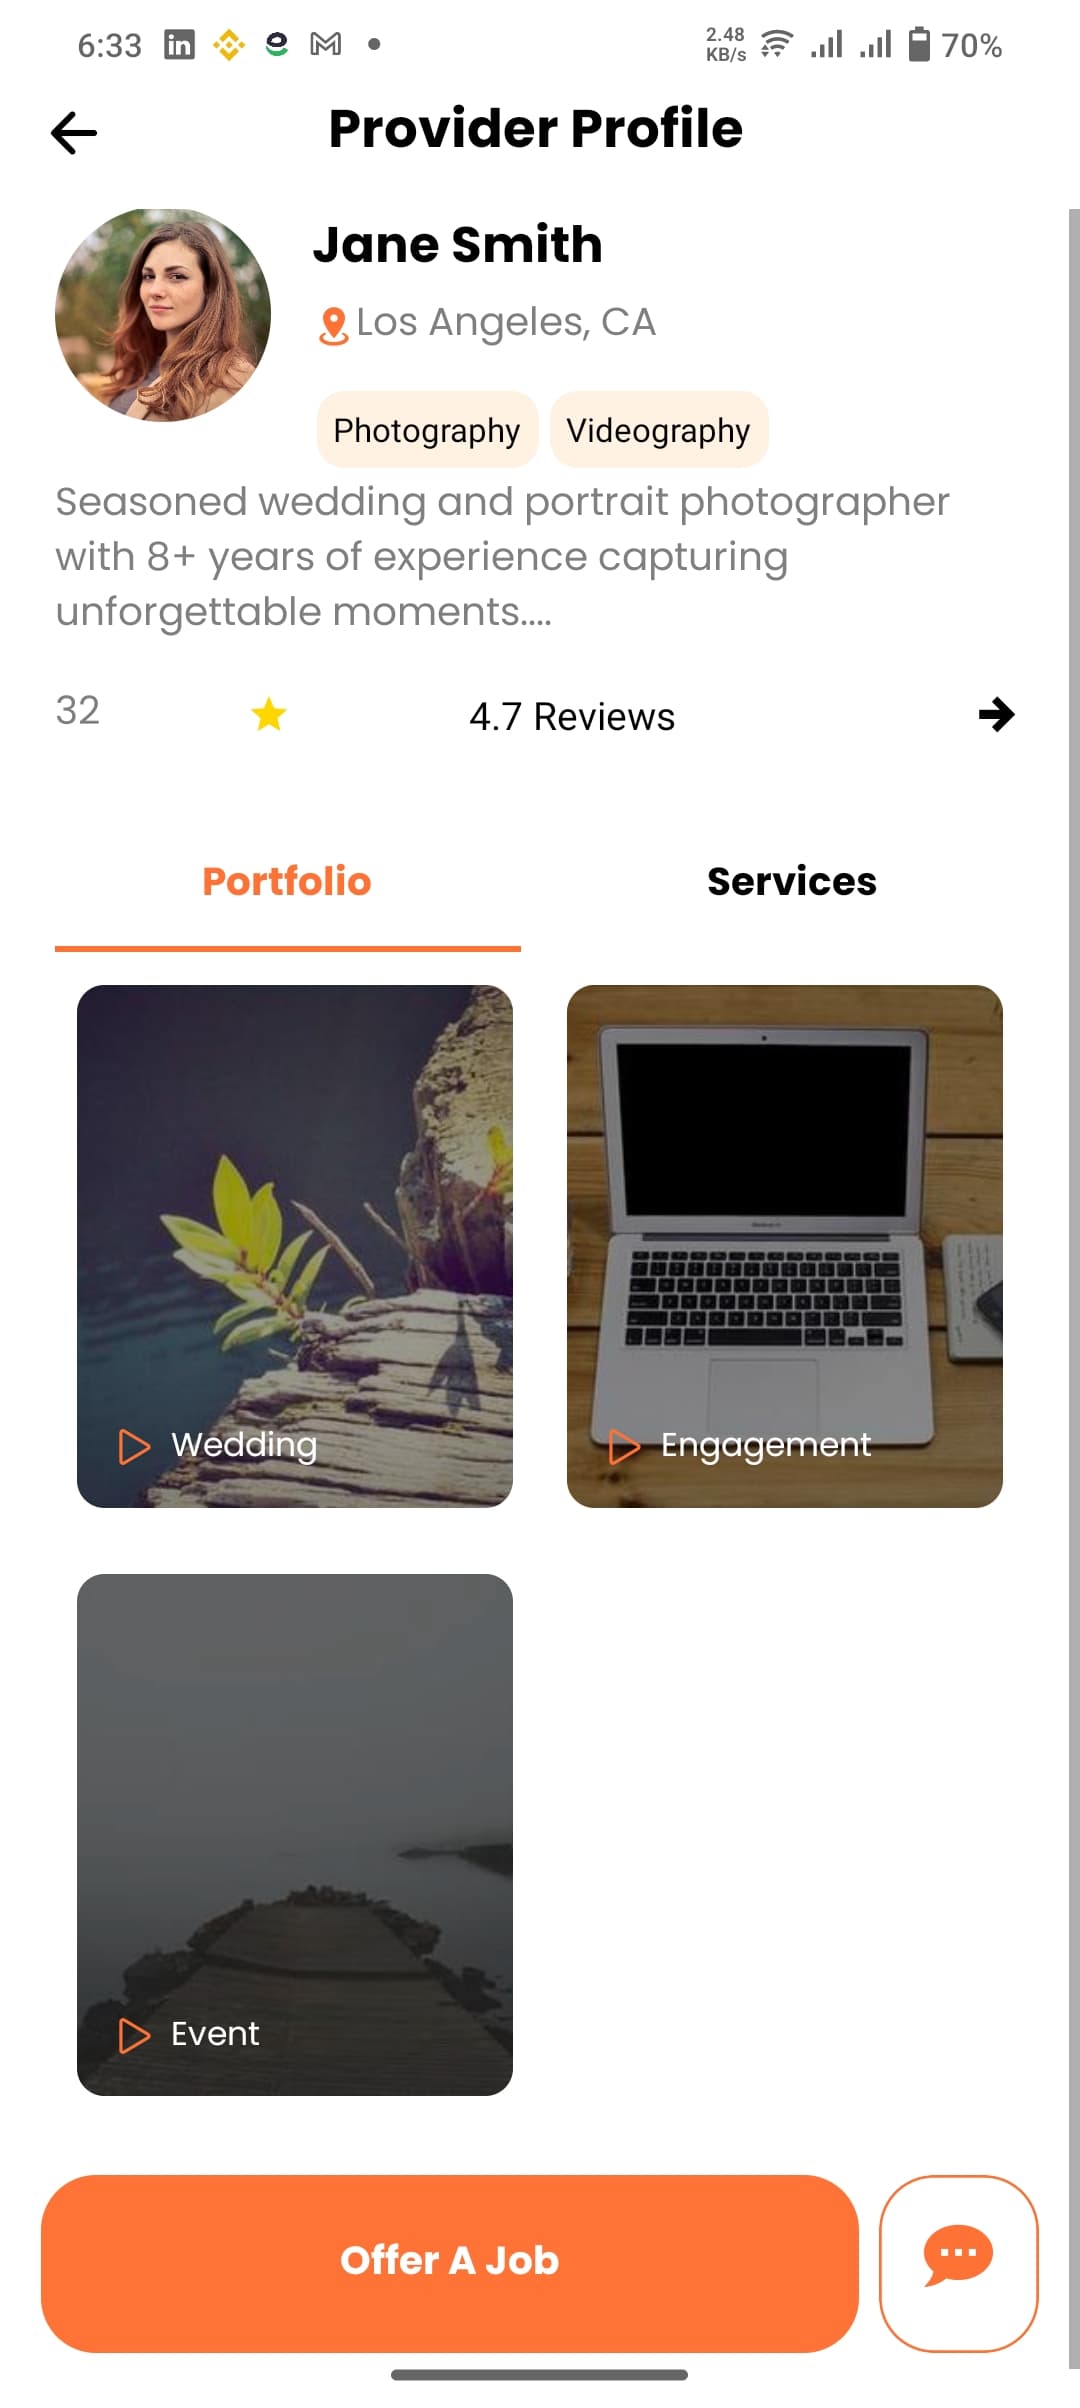 6:33
2.48
KB/s
70%
Provider Profile
Jane Smith
Los Angeles, CA
Photography Videography
Seasoned wedding and portrait photographer
with 8+ years of experience capturing
unforgettable moments....
32 4.7 Reviews
Portfolio Services
Wedding Engagement
Event
Offer A Job